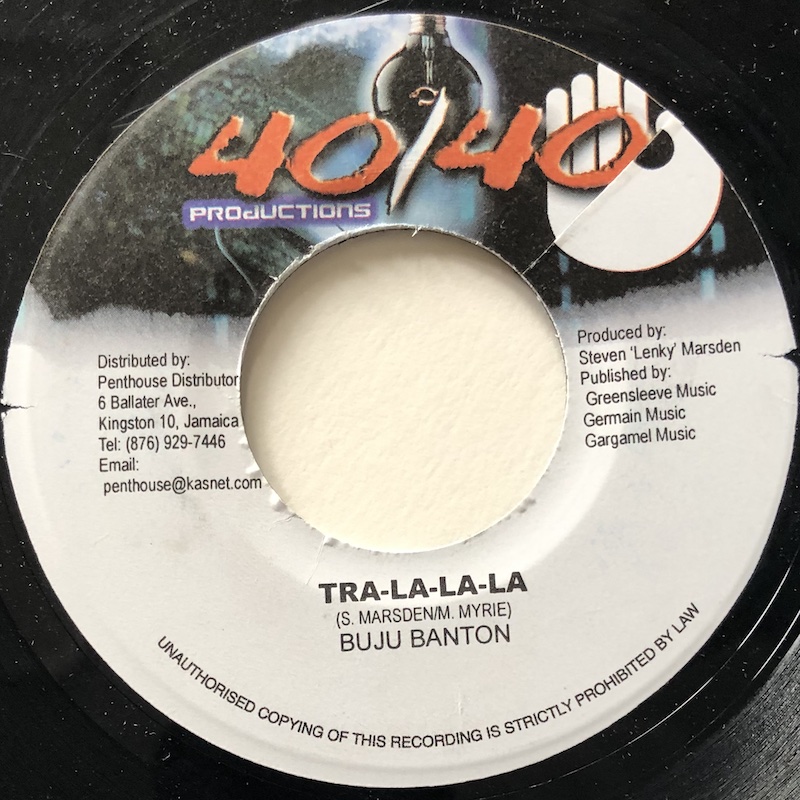 40/40
PRODUCTIONS
Distributed by:
Penthouse Distributor
6 Ballater Ave.,
Kingston 10, Jamaica
Tel: (876) 929-7446
Email:
penthouse@kasnet.com
Produced by:
Steven 'Lenky' Marsden
Published by:
Greensleeve Music
Germain Music
Gargamel Music
TRA-LA-LA-LA
(S. MARSDEN/M. MYRIE)
BUJU BANTON
UNAUTHORISED COPYING OF THIS RECORDING IS STRICTLY PROHIBITED BY LAW